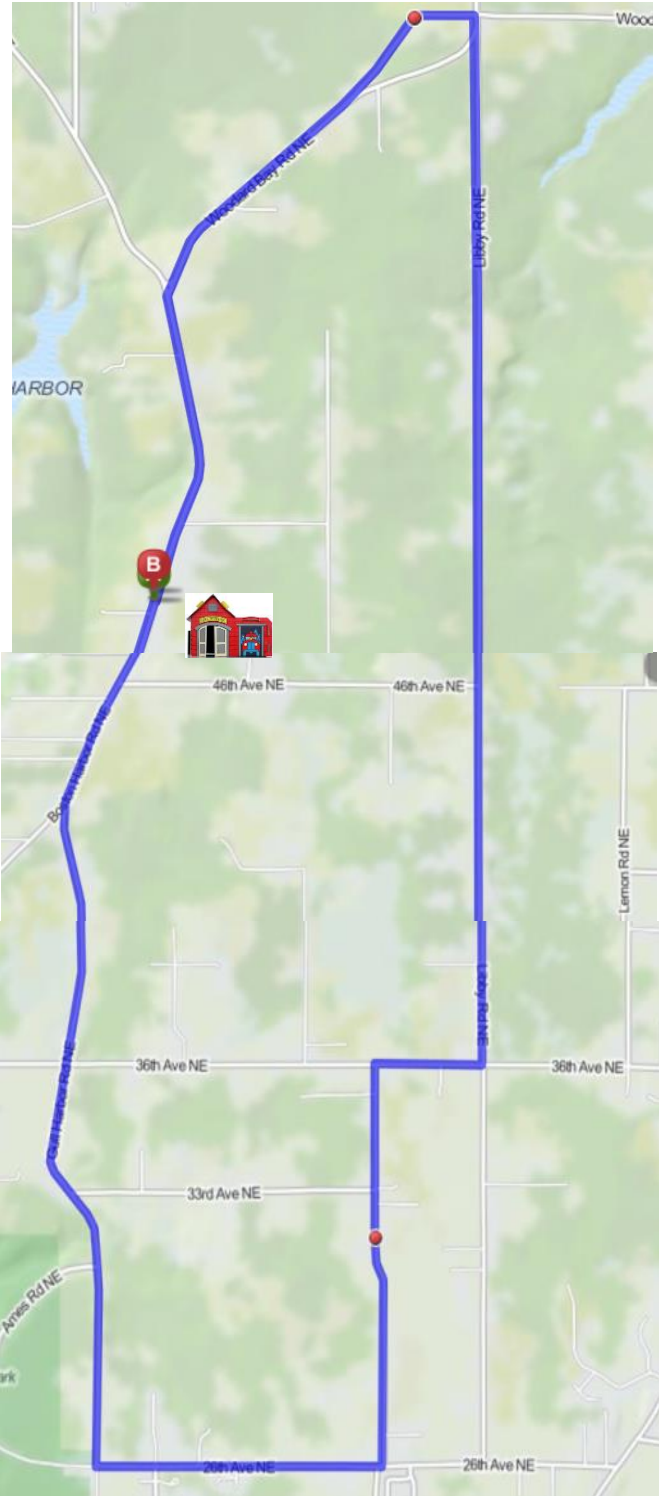 Wood
Woodard Bay Rd NE
Libby Rd NE
HARBOR
B
46th Ave NE
46th Ave NE
Boston Harbor Rd NE
Lemon Rd NE
Libby Rd NE
36th Ave NE
36th Ave NE
Gull Harbor Rd NE
33rd Ave NE
Ames Rd NE
ark
26th Ave NE
26th Ave NE